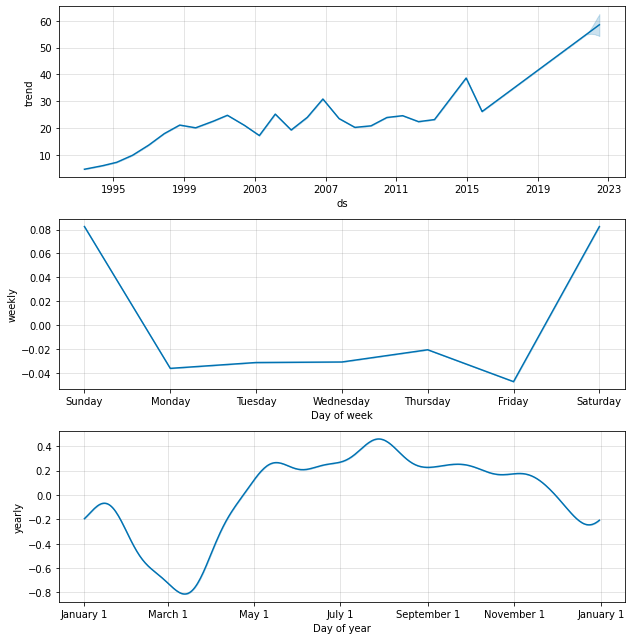 60
50
40
30
20
10
trend
1995 1999 2003 2007 2011 2015 2019 2023
ds
0.08
0.06
0.04
0.02
0.00
−0.02
−0.04
weekly
Sunday Monday Tuesday Wednesday Thursday Friday Saturday
Day of week
0.4
0.2
0.0
−0.2
−0.4
−0.6
−0.8
yearly
January 1 March 1 May 1 July 1 September 1 November 1 January 1
Day of year